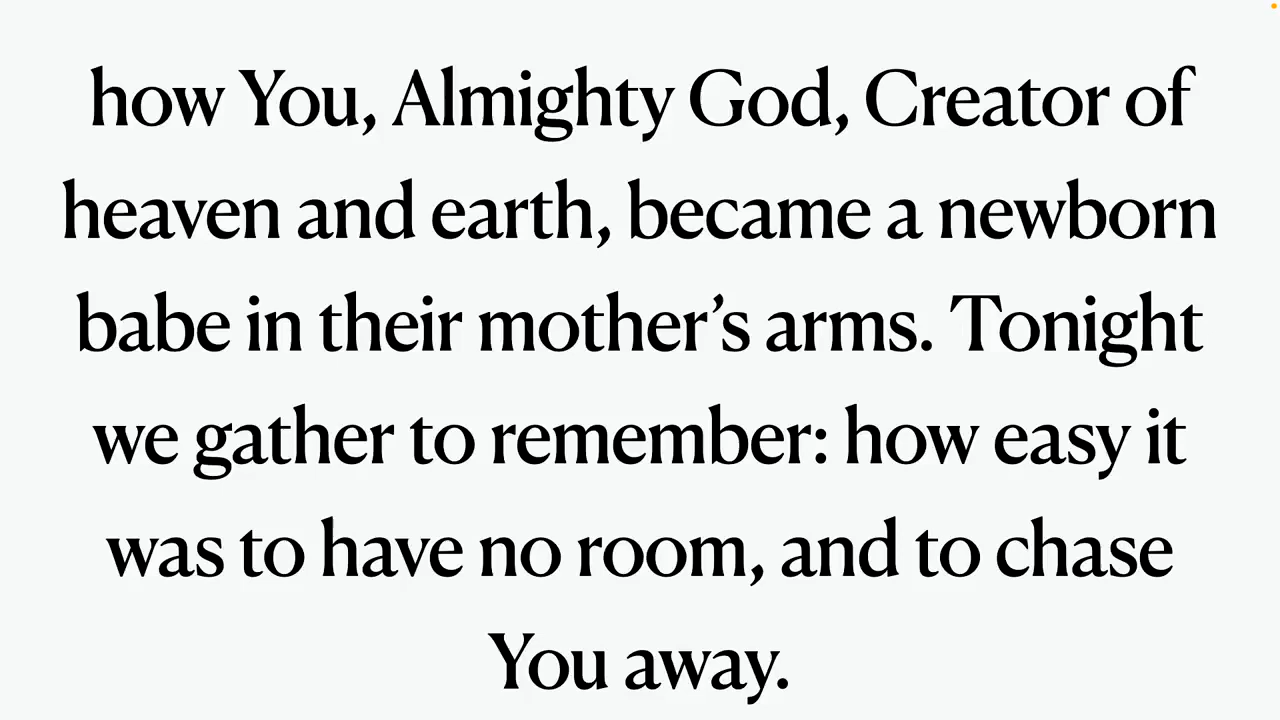 how You, Almighty God, Creator of
heaven and earth, became a newborn
babe in their mother’s arms. Tonight
we gather to remember: how easy it
was to have no room, and to chase
You away.